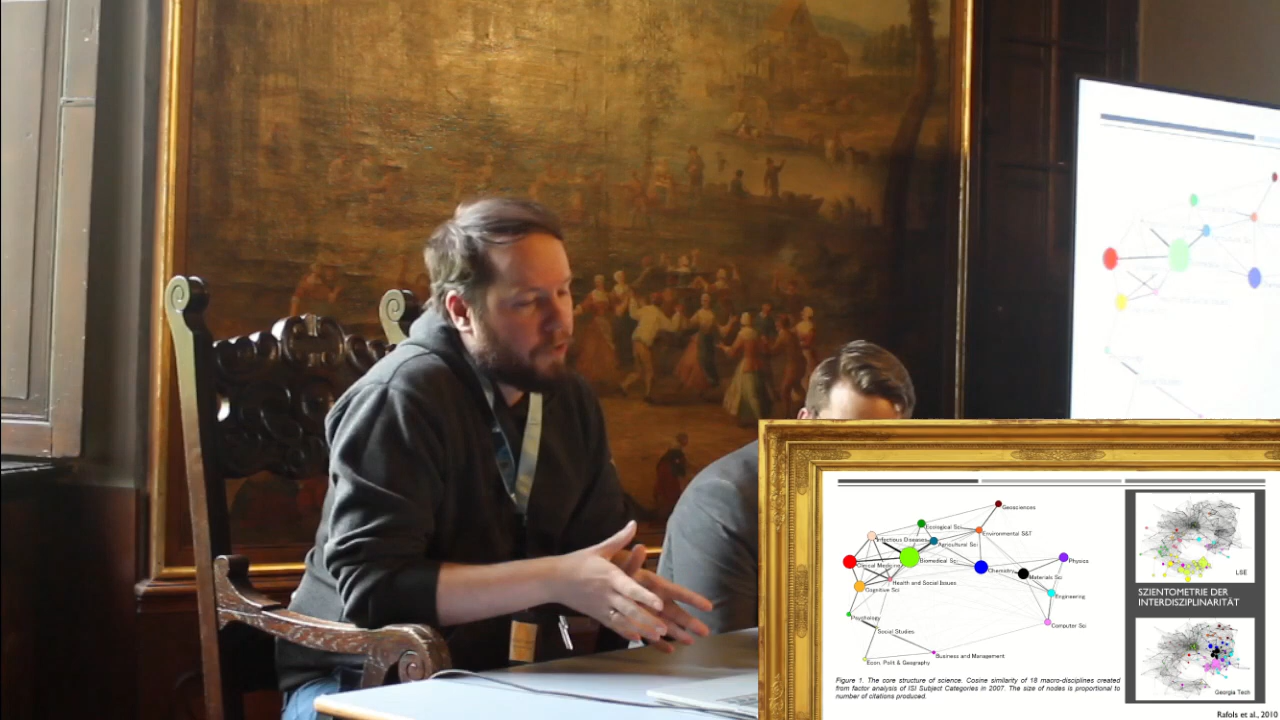 Geosciences
Ecological Sci
Environmental S&T
Infectious Diseases
Agricultural Sci
Clinical Medicine
Biomedical Sci
Physics
Chemistry
Materials Sci
Health and Social Issues
Cognitive Sci
Engineering
Psychology
Computer Sci
Social Studies
Business and Management
Econ. Polit & Geography
Figure 1. The core structure of science. Cosine similarity of 18 macro-disciplines created
from factor analysis of ISI Subject Categories in 2007. The size of nodes is proportional to
number of citations produced.
LSE
SZIENTOMETRIE DER
INTERDISZIPLINARITÄT
Georgia Tech
Rafols et al., 2010